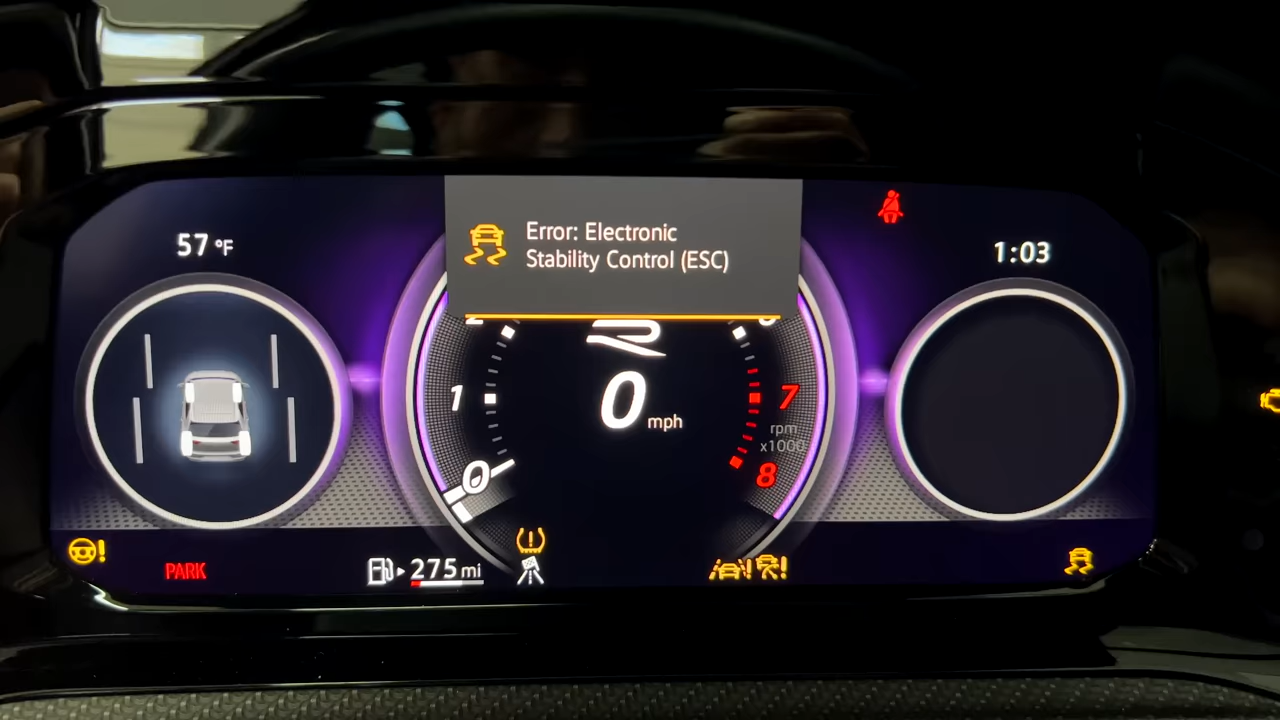 Error: Electronic
Stability Control (ESC)
57 °F
1:03
1
0
mph
7
rpm
x1000
0
8
PARK
275 mi